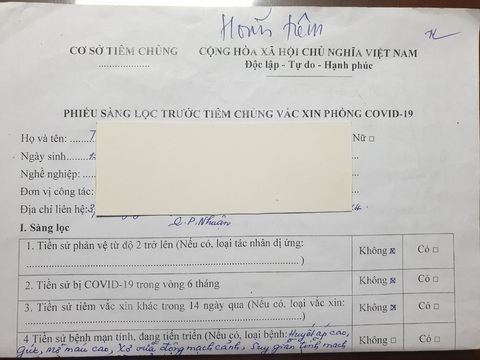 Hoãn tiêm
CƠ SỞ TIÊM CHỦNG CỘNG HÒA XÃ HỘI CHỦ NGHĨA VIỆT NAM
.................. Độc lập - Tự do - Hạnh phúc
PHIẾU SÀNG LỌC TRƯỚC TIÊM CHỦNG VẮC XIN PHÒNG COVID-19
Họ và tên: Nữ □
Ngày sinh
Nghề nghiệp:
Đơn vị công tác:
Địa chỉ liên hệ:
Q.P.Nhuận
I. Sàng lọc
1. Tiền sử phản vệ từ độ 2 trở lên (Nếu có, loại tác nhân dị ứng: Không ☒ Có □
......................................................)
2. Tiền sử bị COVID-19 trong vòng 6 tháng Không ☒ Có □
3. Tiền sử tiêm vắc xin khác trong 14 ngày qua (Nếu có, loại vắc xin: Không ☒ Có □
......................................................)
4 Tiền sử bệnh mạn tính, đang tiến triển (Nếu có, loại bệnh: Huyết áp cao, Không □ Có
gút, mỡ máu cao, Xơ vữa động mạch cảnh, Suy giãn tĩnh mạch